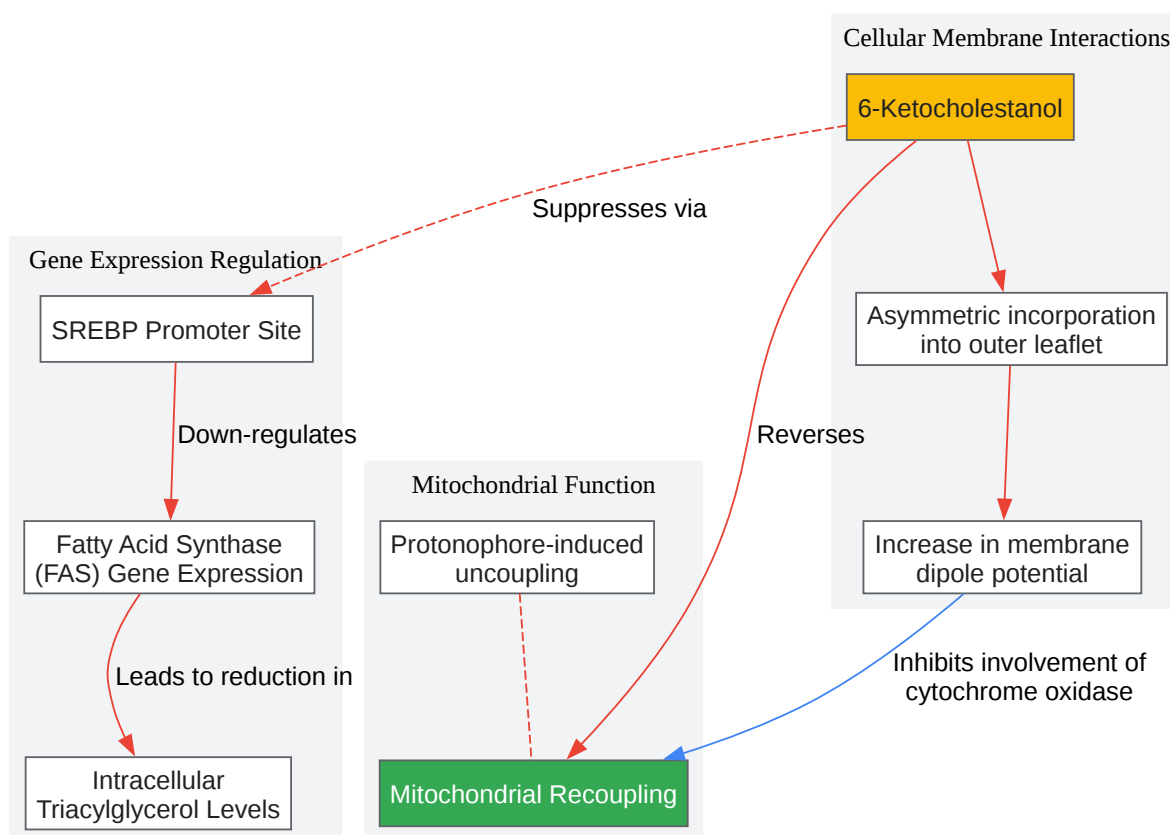 Cellular Membrane Interactions
6-Ketocholestanol
Suppresses via
Gene Expression Regulation
SREBP Promoter Site
Asymmetric incorporation
into outer leaflet
Down-regulates
Reverses
Mitochondrial Function
Fatty Acid Synthase
(FAS) Gene Expression
Protonophore-induced
uncoupling
Increase in membrane
dipole potential
Leads to reduction in
Inhibits involvement of
cytochrome oxidase
Intracellular
Triacylglycerol Levels
Mitochondrial Recoupling